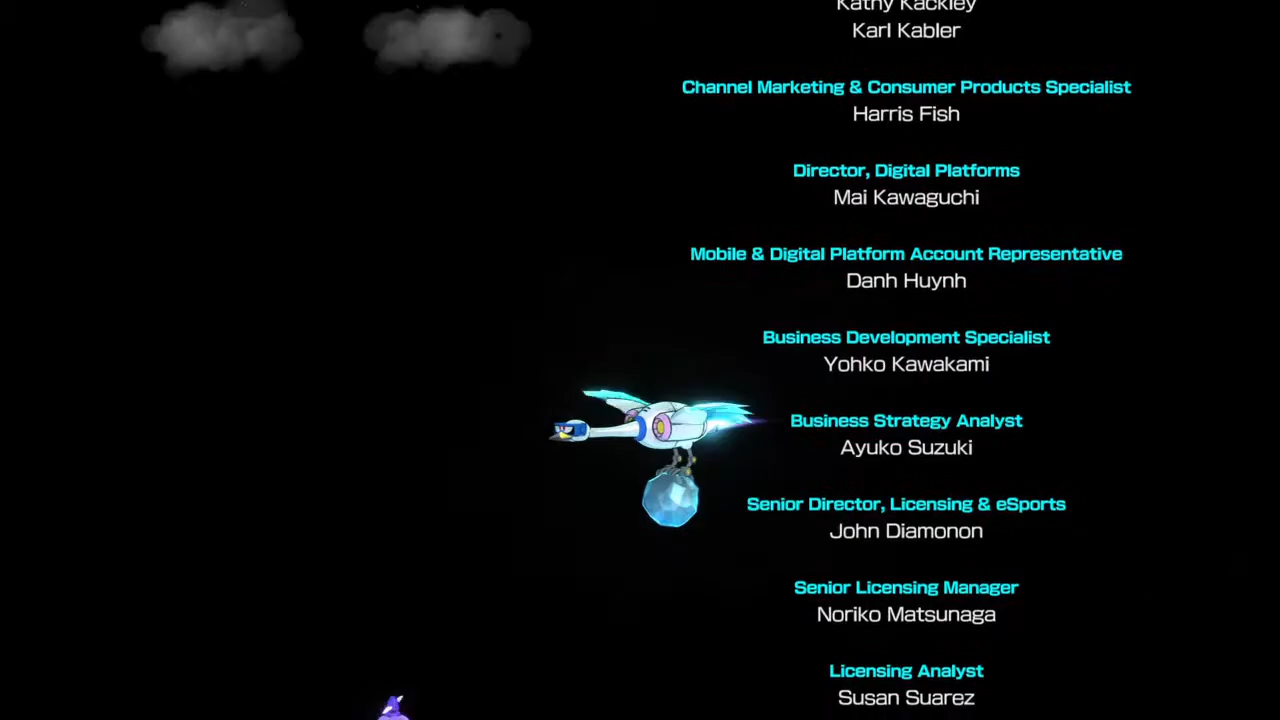 Kathy Kackley
Karl Kabler
Channel Marketing & Consumer Products Specialist
Harris Fish
Director, Digital Platforms
Mai Kawaguchi
Mobile & Digital Platform Account Representative
Danh Huynh
Business Development Specialist
Yohko Kawakami
Business Strategy Analyst
Ayuko Suzuki
Senior Director, Licensing & eSports
John Diamonon
Senior Licensing Manager
Noriko Matsunaga
Licensing Analyst
Susan Suarez